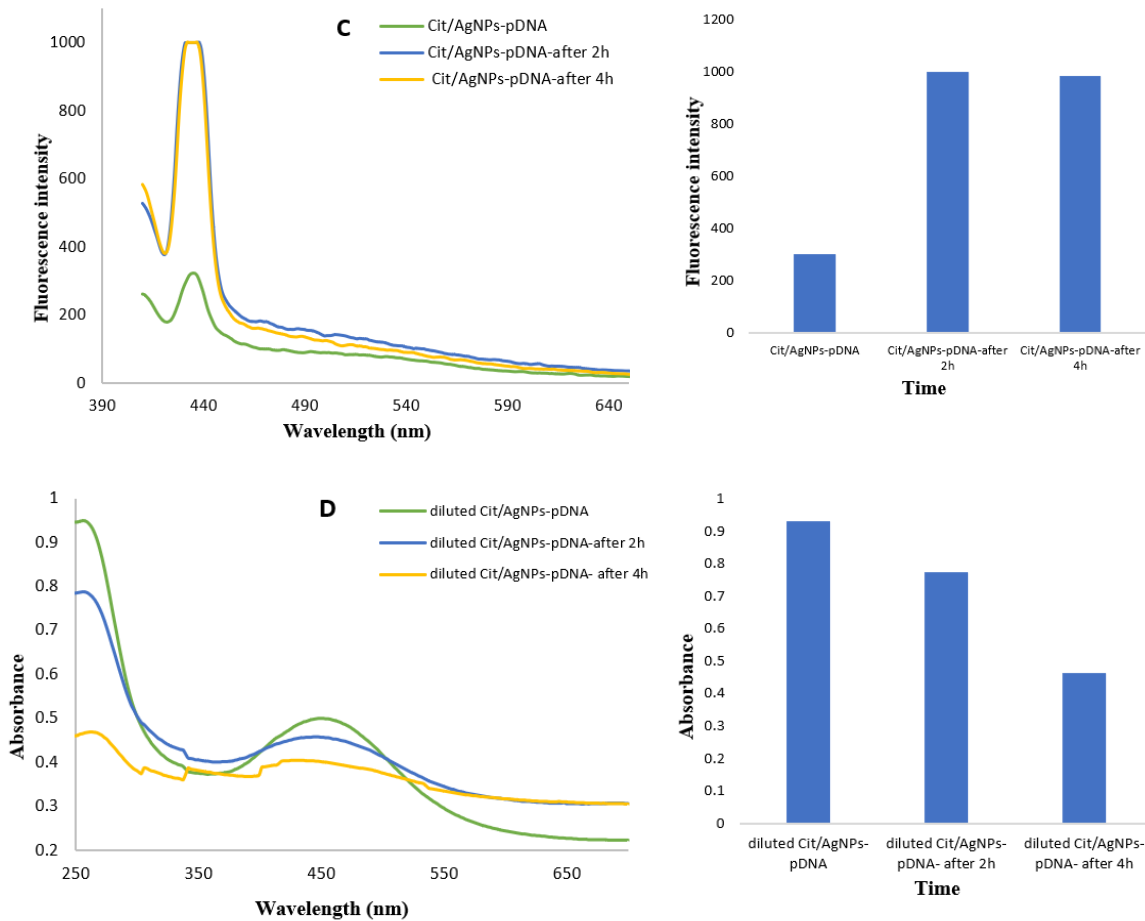 C
Cit/AgNPs-pDNA
Cit/AgNPs-pDNA-after 2h
Cit/AgNPs-pDNA-after 4h
1000
800
600
400
200
0
Fluorescence intensity
390 440 490 540 590 640
Wavelength (nm)
1200
1000
800
600
400
200
0
Fluorescence intensity
Cit/AgNPs-pDNA Cit/AgNPs-pDNA-after Cit/AgNPs-pDNA-after
2h 4h
Time
D
diluted Cit/AgNPs-pDNA
diluted Cit/AgNPs-pDNA-after 2h
diluted Cit/AgNPs-pDNA- after 4h
1
0.9
0.8
0.7
0.6
0.5
0.4
0.3
0.2
Absorbance
250 350 450 550 650
Wavelength (nm)
1
0.9
0.8
0.7
0.6
0.5
0.4
0.3
0.2
0.1
0
Absorbance
diluted Cit/AgNPs- diluted Cit/AgNPs- diluted Cit/AgNPs-
pDNA pDNA- after 2h pDNA- after 4h
Time